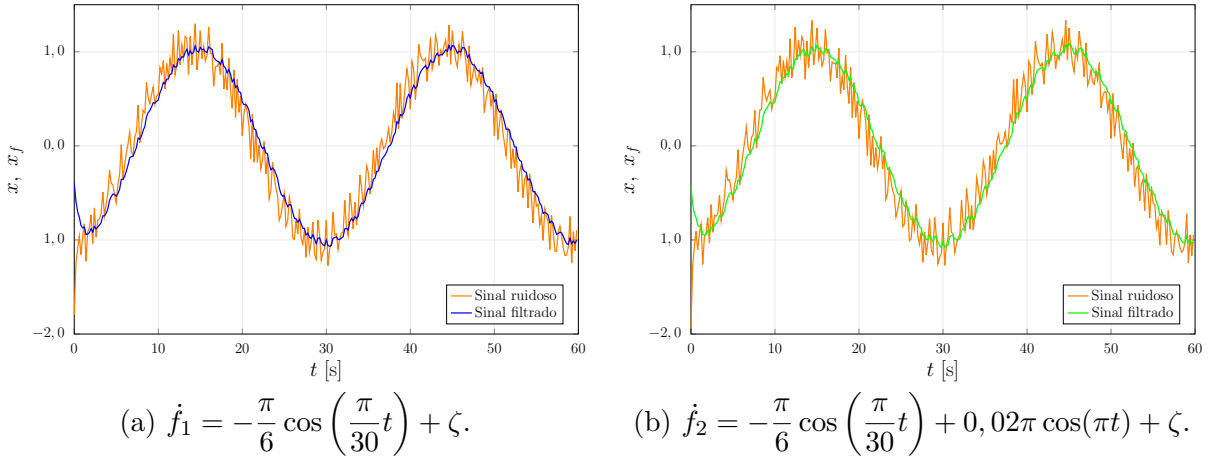 1, 0
0, 0
1, 0
−2, 0
x, x_f
0 10 20 30 40 50 60
t [s]
Sinal ruidoso
Sinal filtrado
(a) ḟ₁ = −π/6 cos(π/30 t) + ζ.
1, 0
0, 0
1, 0
−2, 0
x, x_f
0 10 20 30 40 50 60
t [s]
Sinal ruidoso
Sinal filtrado
(b) ḟ₂ = −π/6 cos(π/30 t) + 0, 02π cos(πt) + ζ.